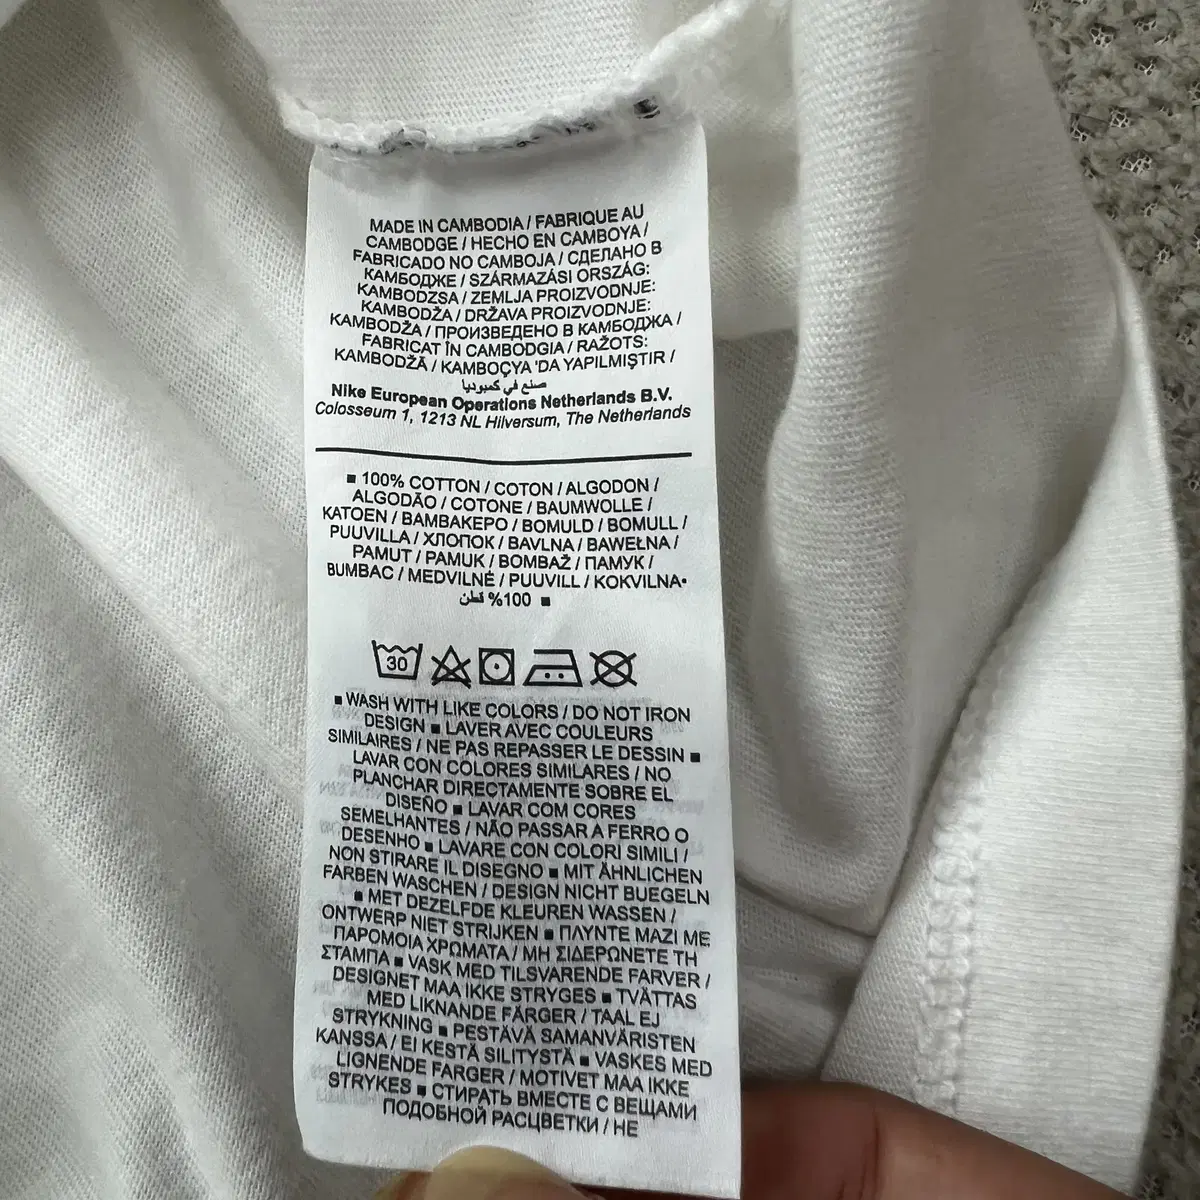 MADE IN CAMBODIA / FABRIQUE AU
CAMBODGE / HECHO EN CAMBOYA /
FABRICADO NO CAMBOJA / СДЕЛАНО В
КАМБОДЖЕ / SZÁRMAZÁSI ORSZÁG:
KAMBODZSA / ZEMLJA PROIZVODNJE:
KAMBODŽA / DRŽAVA PROIZVODNJE:
KAMBODŽA / ПРОИЗВЕДЕНО В КАМБОДЖА /
FABRICAT ÎN CAMBODGIA / RAŽOTS:
KAMBODŽĀ / KAMBOÇYA 'DA YAPILMIŞTIR /
صنع في كمبوديا
Nike European Operations Netherlands B.V.
Colosseum 1, 1213 NL Hilversum, The Netherlands
■ 100% COTTON / COTON / ALGODON /
ALGODÃO / COTONE / BAUMWOLLE /
KATOEN / ΒΑΜΒΑΚΕΡΟ / BOMULD / BOMULL /
PUUVILLA / ХЛОПОК / BAVLNA / BAWEŁNA /
PAMUT / PAMUK / BOMBAŽ / ПАМУК /
BUMBAC / MEDVILNĖ / PUUVILL / KOKVILNA▪
■ 100% قطن
30
■ WASH WITH LIKE COLORS / DO NOT IRON
DESIGN ■ LAVER AVEC COULEURS
SIMILAIRES / NE PAS REPASSER LE DESSIN ■
LAVAR CON COLORES SIMILARES / NO
PLANCHAR DIRECTAMENTE SOBRE EL
DISEÑO ■ LAVAR COM CORES
SEMELHANTES / NÃO PASSAR A FERRO O
DESENHO ■ LAVARE CON COLORI SIMILI /
NON STIRARE IL DISEGNO ■ MIT ÄHNLICHEN
FARBEN WASCHEN / DESIGN NICHT BUEGELN
■ MET DEZELFDE KLEUREN WASSEN /
ONTWERP NIET STRIJKEN ■ ΠΛΥΝΤΕ ΜΑΖΙ ΜΕ
ΠΑΡΟΜΟΙΑ ΧΡΩΜΑΤΑ / ΜΗ ΣΙΔΕΡΩΝΕΤΕ ΤΗ
ΣΤΑΜΠΑ ■ VASK MED TILSVARENDE FARVER /
DESIGNET MAA IKKE STRYGES ■ TVÄTTAS
MED LIKNANDE FÄRGER / TAAL EJ
STRYKNING ■ PESTÄVÄ SAMANVÄRISTEN
KANSSA / EI KESTÄ SILITYSTÄ ■ VASKES MED
LIGNENDE FARGER / MOTIVET MAA IKKE
STRYKES ■ СТИРАТЬ ВМЕСТЕ С ВЕЩАМИ
ПОДОБНОЙ РАСЦВЕТКИ / НЕ